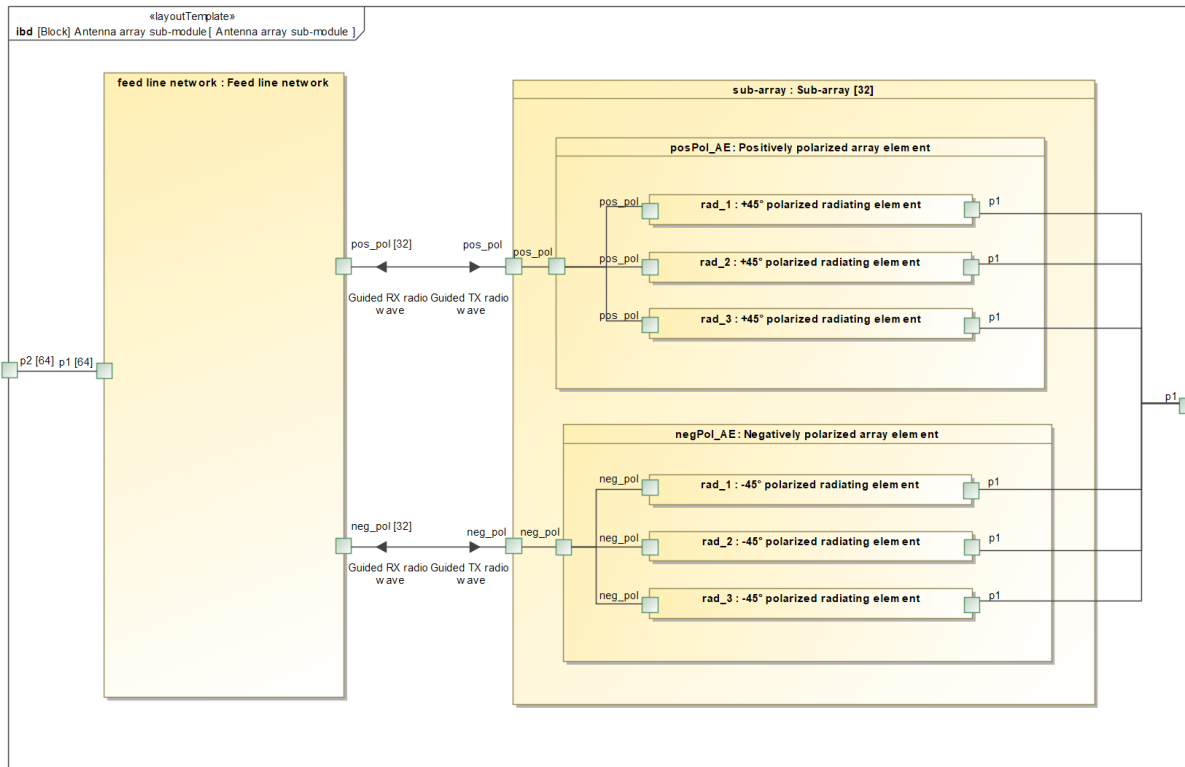 «layoutTemplate»
ibd [Block] Antenna array sub-module[ Antenna array sub-module ]
feed line network : Feed line network
sub-array : Sub-array [32]
posPol_AE: Positively polarized array element
pos_pol
rad_1 : +45° polarized radiating element
p1
pos_pol [32]
pos_pol
pos_pol
pos_pol
rad_2 : +45° polarized radiating element
p1
Guided RX radio
wave
Guided TX radio
wave
pos_pol
rad_3 : +45° polarized radiating element
p1
p2 [64]
p1 [64]
p1
negPol_AE: Negatively polarized array element
neg_pol
rad_1 : -45° polarized radiating element
p1
neg_pol [32]
neg_pol
neg_pol
neg_pol
rad_2 : -45° polarized radiating element
p1
Guided RX radio
wave
Guided TX radio
wave
neg_pol
rad_3 : -45° polarized radiating element
p1